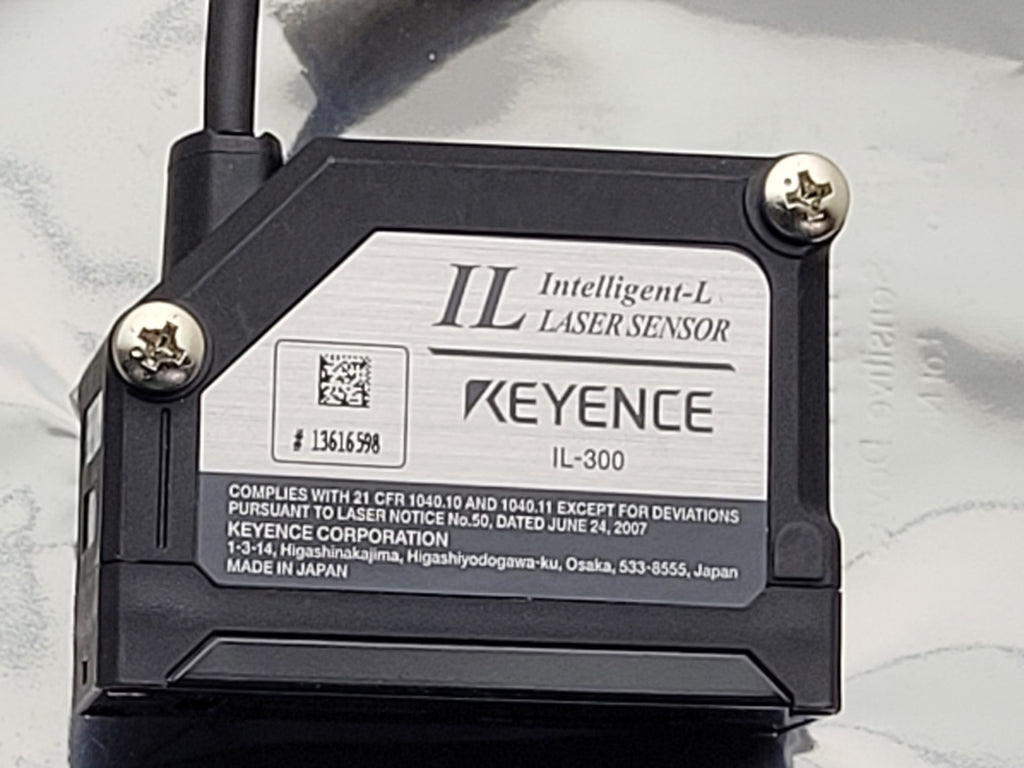 IL Intelligent-L
LASER SENSOR
KEYENCE
IL-300
# 13616598
COMPLIES WITH 21 CFR 1040.10 AND 1040.11 EXCEPT FOR DEVIATIONS
PURSUANT TO LASER NOTICE No.50, DATED JUNE 24, 2007
KEYENCE CORPORATION
1-3-14, Higashinakajima, Higashiyodogawa-ku, Osaka, 533-8555, Japan
MADE IN JAPAN